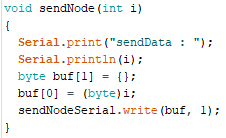 void sendNode(int i)
{
  Serial.print("sendData : ");
  Serial.println(i);
  byte buf[1] = {};
  buf[0] = (byte)i;
  sendNodeSerial.write(buf, 1);
}